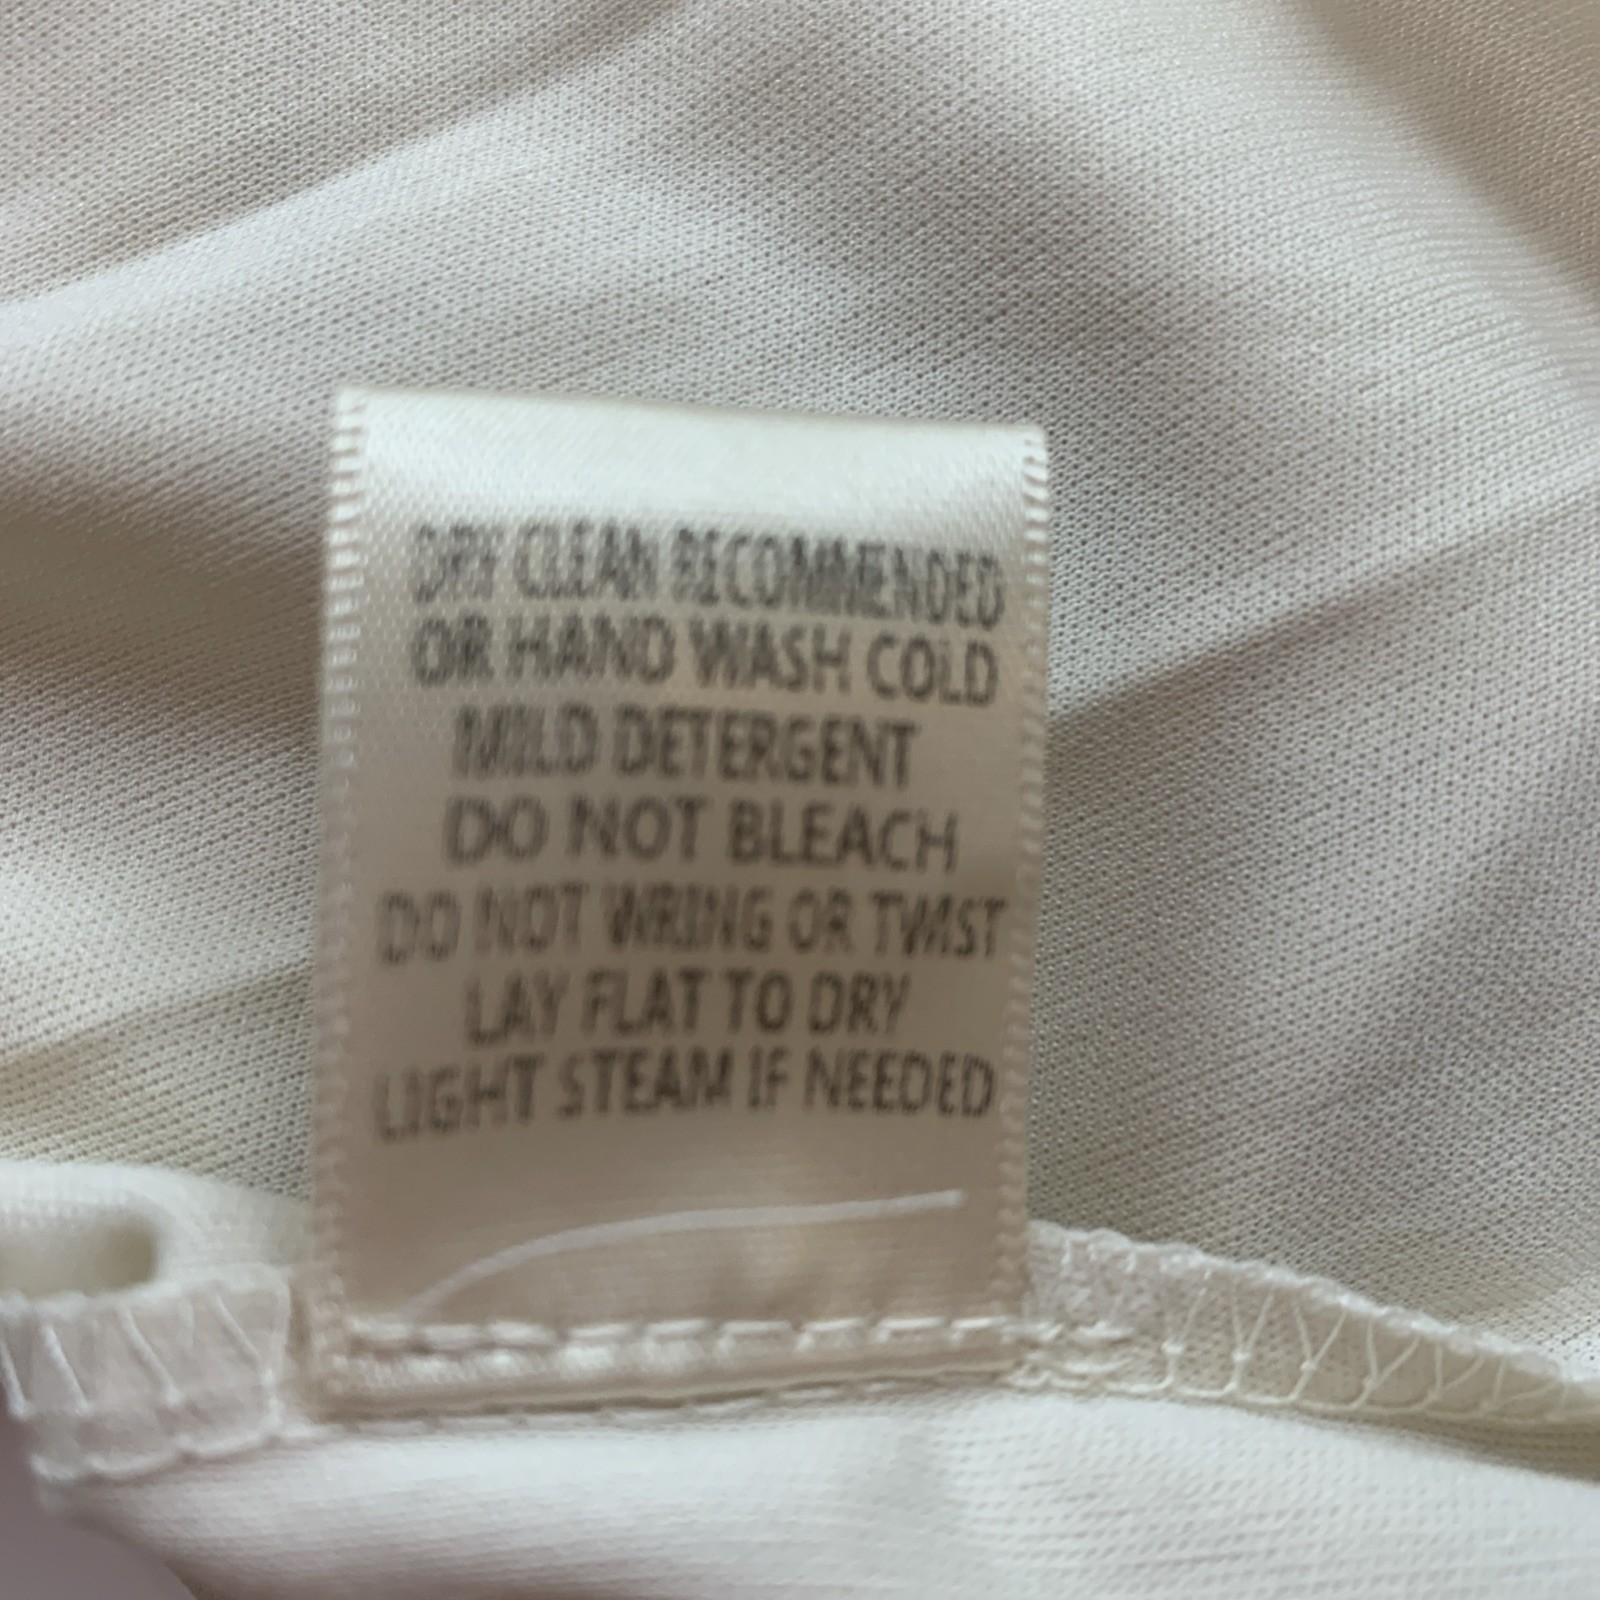 DRY CLEAN RECOMMENDED
OR HAND WASH COLD
MILD DETERGENT
DO NOT BLEACH
DO NOT WRING OR TWIST
LAY FLAT TO DRY
LIGHT STEAM IF NEEDED